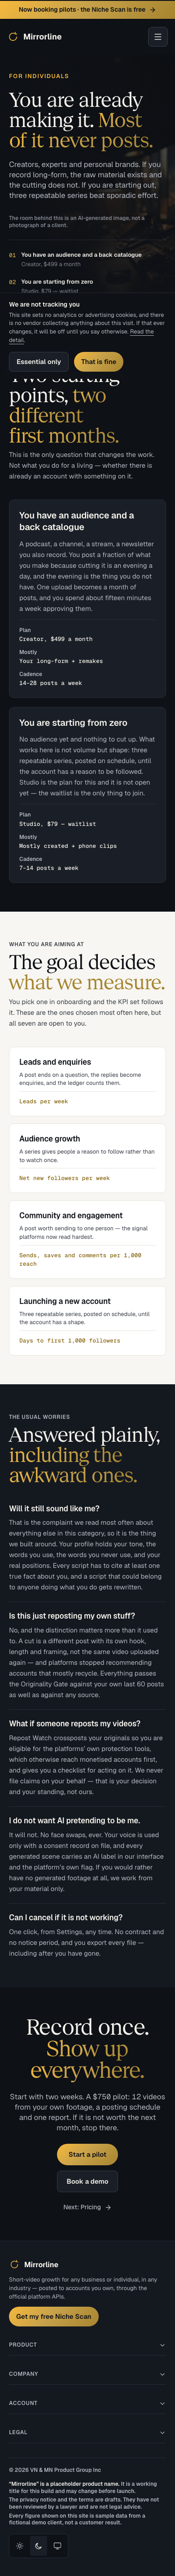 Now booking pilots · the Niche Scan is free →
Mirrorline
FOR INDIVIDUALS
You are already
making it. Most
of it never posts.
Creators, experts and personal brands. If you
record long-form, the raw material exists and
the cutting does not. If you are starting out,
three repeatable series beat sporadic effort.
The room behind this is an AI-generated image, not a
photograph of a client.
01 You have an audience and a back catalogue
Creator, $499 a month
02 You are starting from zero
Studio, $79 — waitlist
We are not tracking you
This site sets no analytics or advertising cookies, and there
is no vendor collecting anything about this visit. If that ever
changes, it will be off until you say otherwise. Read the
detail.
Essential only
That is fine
Two starting
points, two
different
first months.
This is the only question that changes the work.
Not what you do for a living — whether there is
already an account with something on it.
You have an audience and a
back catalogue
A podcast, a channel, a stream, a newsletter
you also record. You post a fraction of what
you make because cutting it is an evening a
day, and the evening is the thing you do not
have. One upload becomes a month of
posts, and you spend about fifteen minutes
a week approving them.
Plan
Creator, $499 a month
Mostly
Your long-form + remakes
Cadence
14–28 posts a week
You are starting from zero
No audience yet and nothing to cut up. What
works here is not volume but shape: three
repeatable series, posted on schedule, until
the account has a reason to be followed.
Studio is the plan for this and it is not open
yet — the waitlist is the only thing to join.
Plan
Studio, $79 — waitlist
Mostly
Mostly created + phone clips
Cadence
7–14 posts a week
WHAT YOU ARE AIMING AT
The goal decides
what we measure.
You pick one in onboarding and the KPI set follows
it. These are the ones chosen most often here, but
all seven are open to you.
Leads and enquiries
A post ends on a question, the replies become
enquiries, and the ledger counts them.
Leads per week
Audience growth
A series gives people a reason to follow rather than
to watch once.
Net new followers per week
Community and engagement
A post worth sending to one person — the signal
platforms now read hardest.
Sends, saves and comments per 1,000
reach
Launching a new account
Three repeatable series, posted on schedule, until
the account has a shape.
Days to first 1,000 followers
THE USUAL WORRIES
Answered plainly,
including the
awkward ones.
Will it still sound like me?
That is the complaint we read most often about
everything else in this category, so it is the thing
we built around. Your profile holds your tone, the
words you use, the words you never use, and your
real positions. Every script has to cite at least one
true fact about you, and a script that could belong
to anyone doing what you do gets rewritten.
Is this just reposting my own stuff?
No, and the distinction matters more than it used
to. A cut is a different post with its own hook,
length and framing, not the same video uploaded
again — and platforms stopped recommending
accounts that mostly recycle. Everything passes
the Originality Gate against your own last 60 posts
as well as against any source.
What if someone reposts my videos?
Repost Watch crossposts your originals so you are
eligible for the platforms' own protection tools,
which enrol reach monetised accounts first,
and gives you a checklist for acting on it. We never
file claims on your behalf — that is your decision
and your standing, not ours.
I do not want AI pretending to be me.
It will not. No face swaps, ever. Your voice is used
only with a consent record on file, and every
generated scene carries an AI label in our interface
and the platform's own flag. If you would rather
have no generated footage at all, we work from
your material only.
Can I cancel if it is not working?
One click, from Settings, any time. No contract and
no notice period, and you export every file —
including after you have gone.
Record once.
Show up
everywhere.
Start with two weeks. A $750 pilot: 12 videos
from your own footage, a posting schedule
and one report. If it is not worth the next
month, stop there.
Start a pilot
Book a demo
Next: Pricing →
Mirrorline
Short-video growth for any business or individual, in any
industry — posted to accounts you own, through the
official platform APIs.
Get my free Niche Scan
PRODUCT
COMPANY
ACCOUNT
LEGAL
© 2026 VN & MN Product Group Inc
"Mirrorline" is a placeholder product name. It is a working
title for this build and may change before launch.
The privacy notice and the terms are drafts. They have not
been reviewed by a lawyer and are not legal advice.
Every figure shown on this site is sample data from a
fictional demo client, not a customer result.